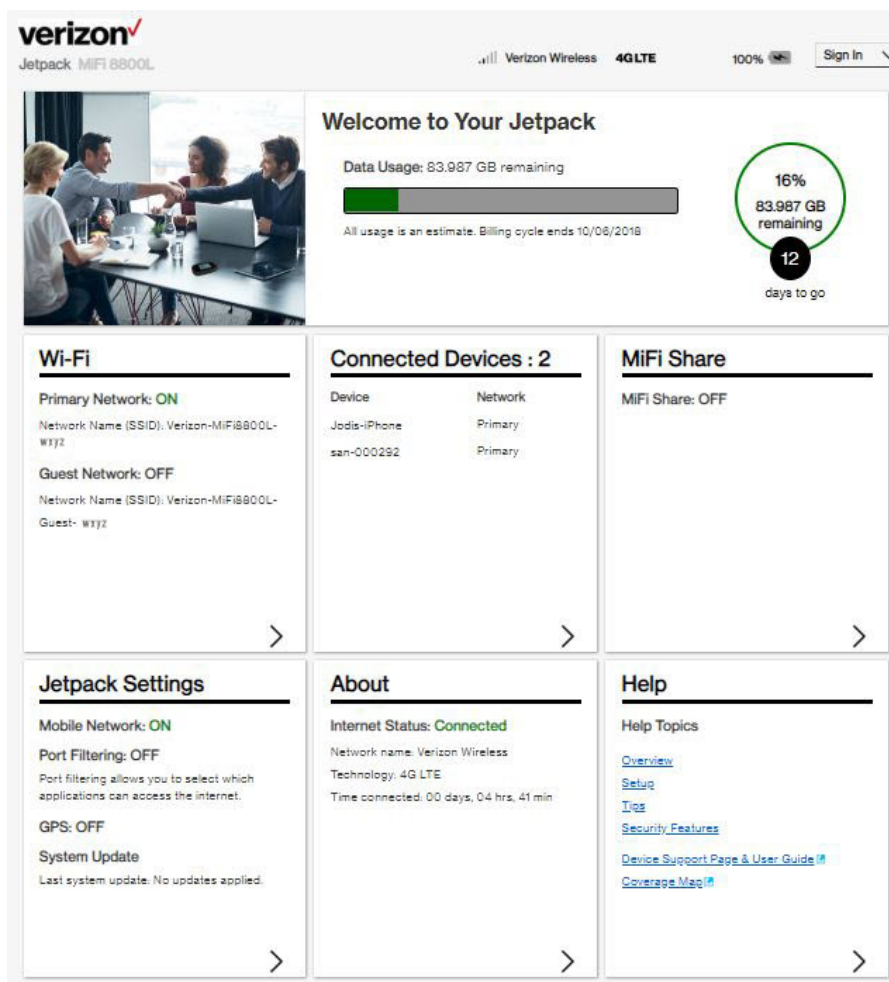 verizon
Jetpack MiFi 8800L
Verizon Wireless 4G LTE 100% Sign In
Welcome to Your Jetpack
Data Usage: 83.987 GB remaining
All usage is an estimate. Billing cycle ends 10/06/2018
16%
83.987 GB
remaining
12
days to go
Wi-Fi
Primary Network: ON
Network Name (SSID): Verizon-MiFi8800L-
wxyz
Guest Network: OFF
Network Name (SSID): Verizon-MiFi8800L-
Guest- wxyz
Connected Devices : 2
Device Network
Jodis-iPhone Primary
san-000292 Primary
MiFi Share
MiFi Share: OFF
Jetpack Settings
Mobile Network: ON
Port Filtering: OFF
Port filtering allows you to select which
applications can access the internet.
GPS: OFF
System Update
Last system update: No updates applied.
About
Internet Status: Connected
Network name: Verizon Wireless
Technology: 4G LTE
Time connected: 00 days, 04 hrs, 41 min
Help
Help Topics
Overview
Setup
Tips
Security Features
Device Support Page & User Guide
Coverage Map